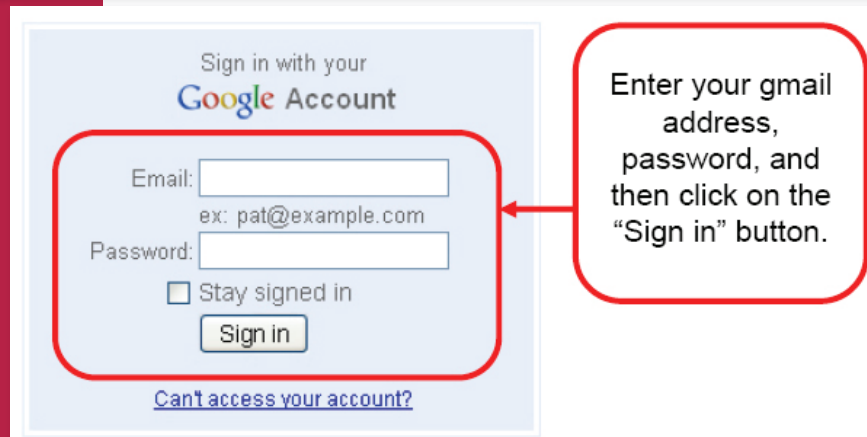 Sign in with your
Google Account
Email:
ex: pat@example.com
Password:
Stay signed in
Sign in
Can't access your account?
Enter your gmail
address,
password, and
then click on the
“Sign in” button.